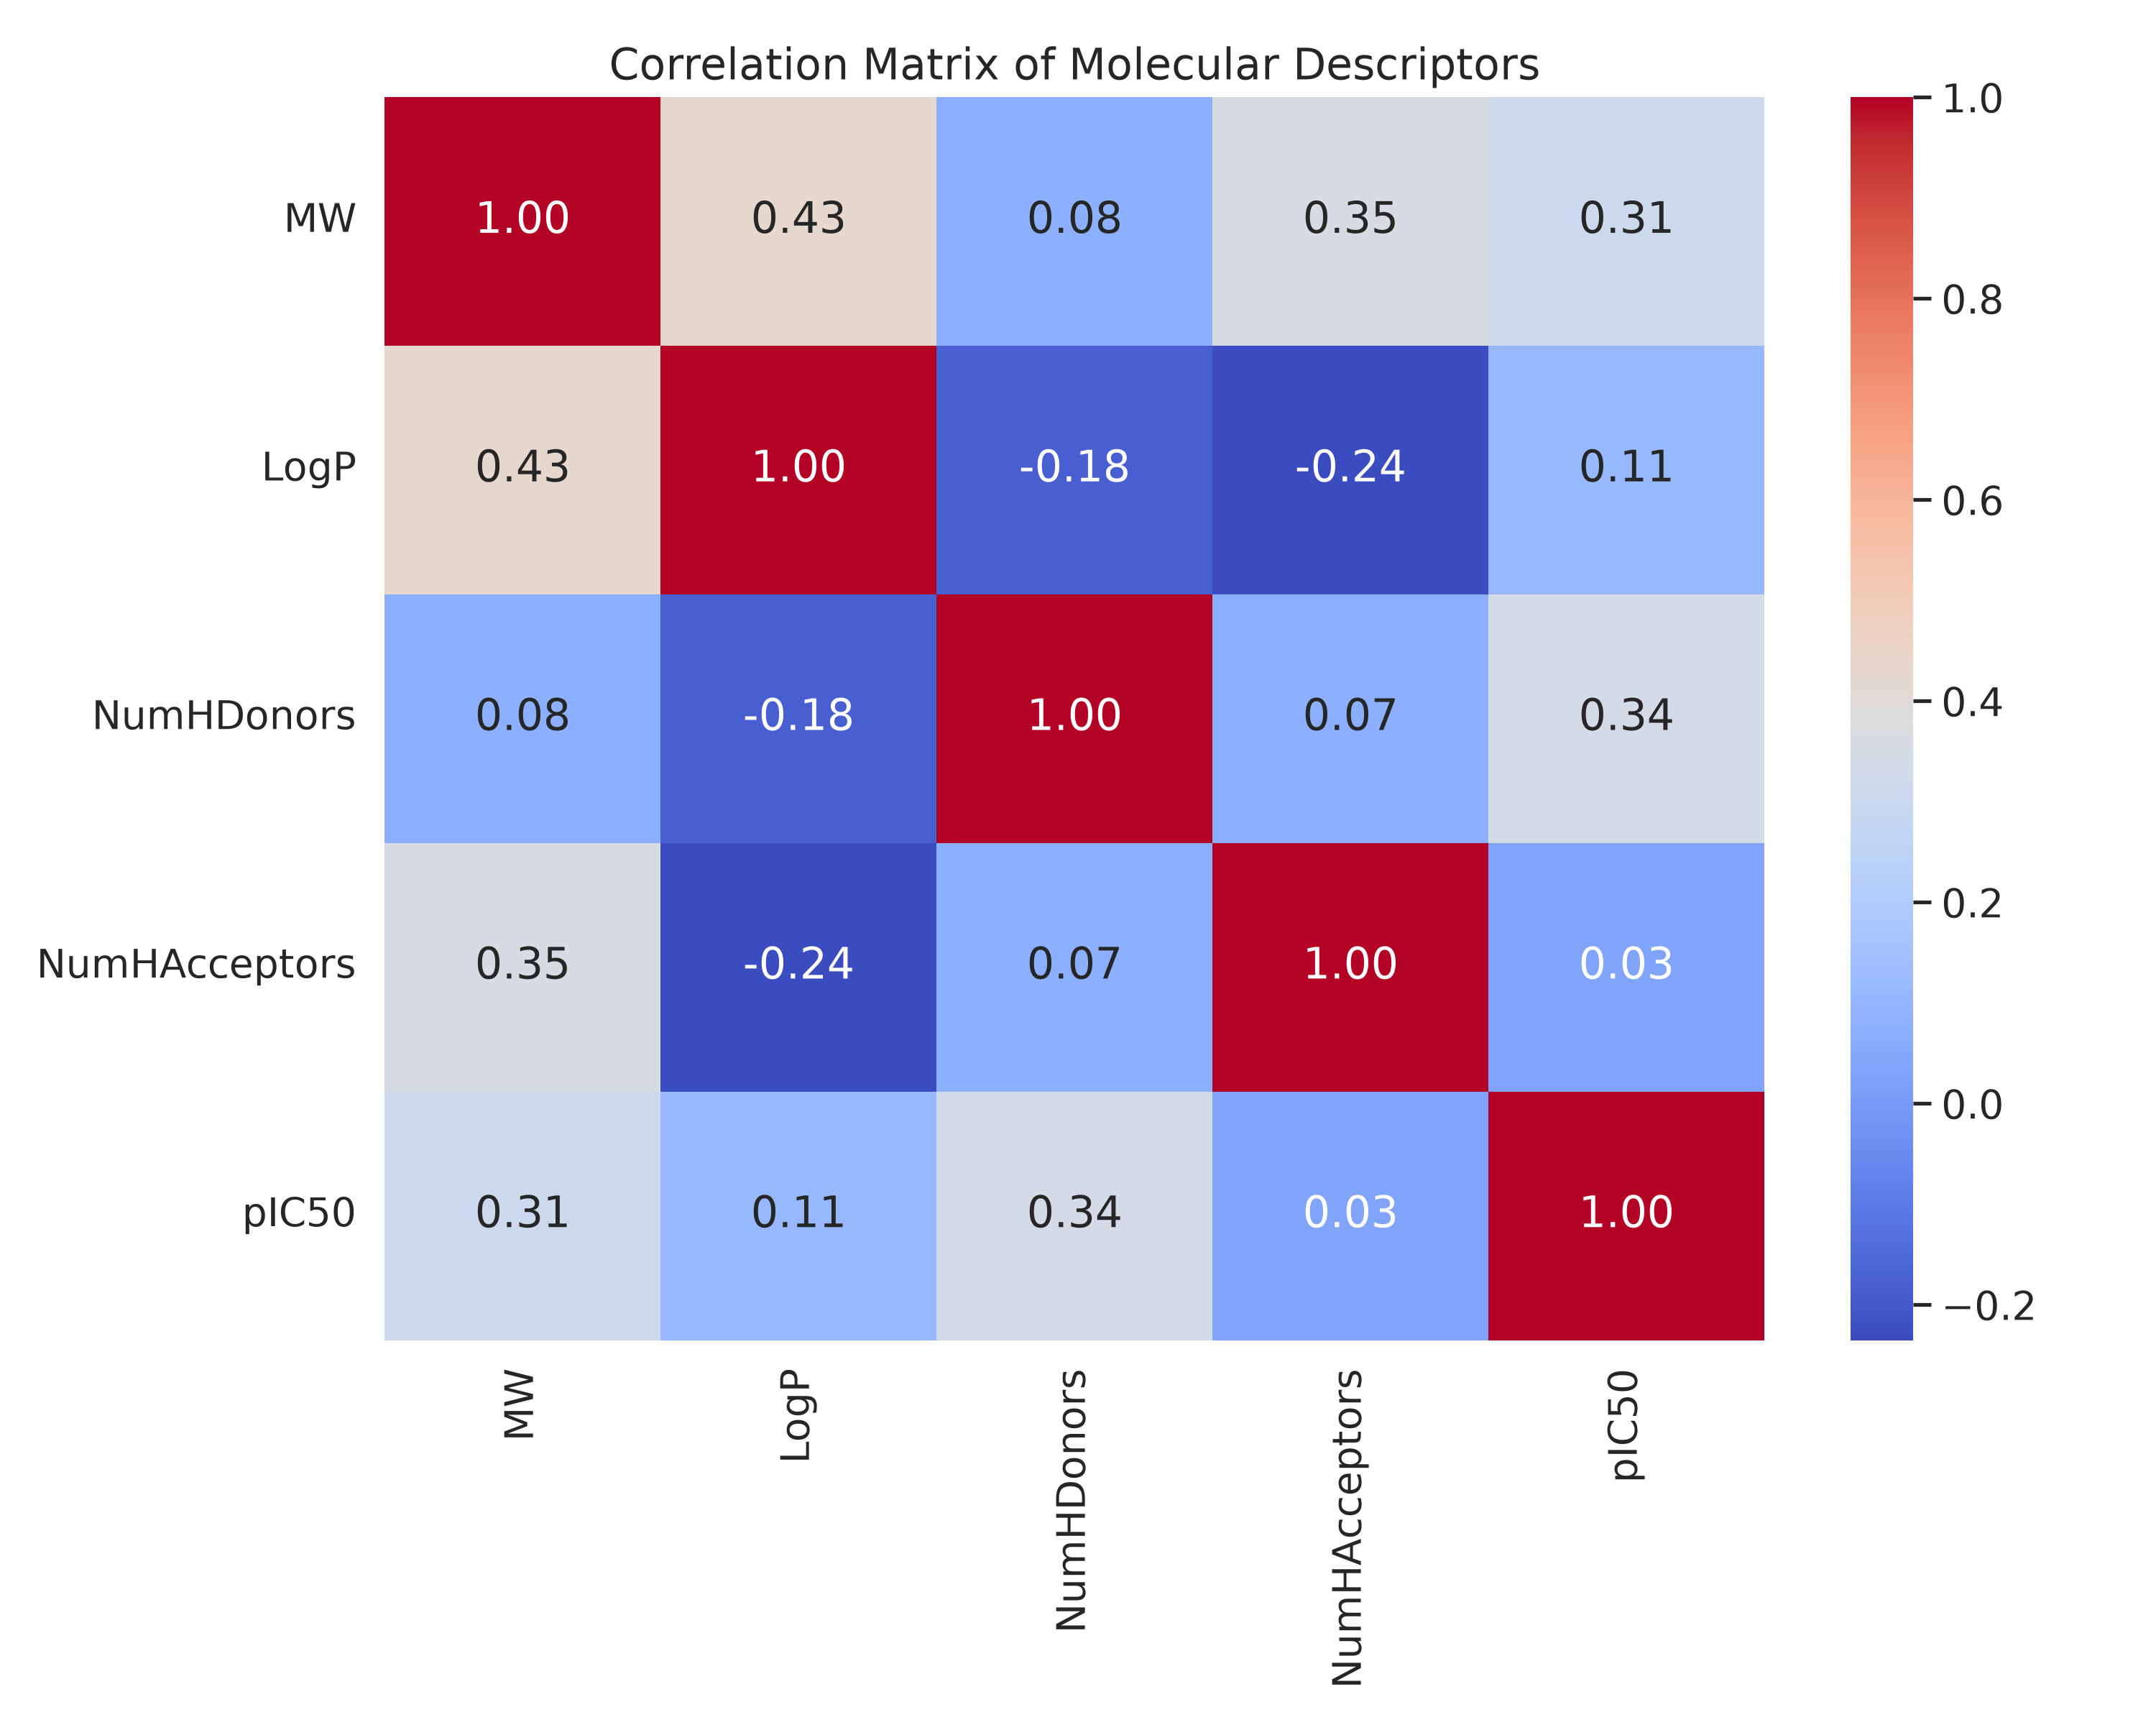 Correlation Matrix of Molecular Descriptors
MW 1.00 0.43 0.08 0.35 0.31
LogP 0.43 1.00 -0.18 -0.24 0.11
NumHDonors 0.08 -0.18 1.00 0.07 0.34
NumHAcceptors 0.35 -0.24 0.07 1.00 0.03
pIC50 0.31 0.11 0.34 0.03 1.00
MW LogP NumHDonors NumHAcceptors pIC50
1.0
0.8
0.6
0.4
0.2
0.0
−0.2